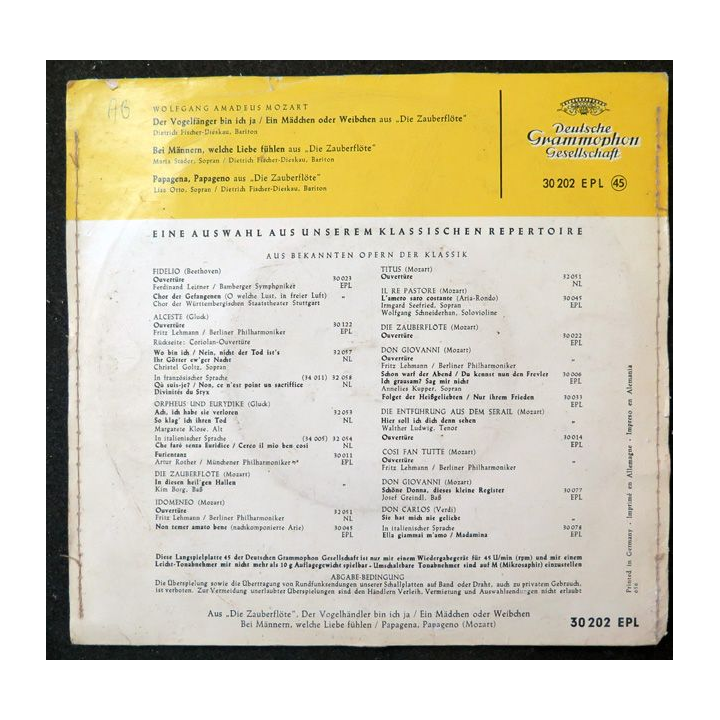 AG
WOLFGANG AMADEUS MOZART
Der Vogelfänger bin ich ja / Ein Mädchen oder Weibchen aus „Die Zauberflöte"
Dietrich Fischer-Dieskau, Bariton
Bei Männern, welche Liebe fühlen aus „Die Zauberflöte"
Maria Stader, Sopran / Dietrich Fischer-Dieskau, Bariton
Papagena, Papageno aus „Die Zauberflöte"
Lisa Otto, Sopran / Dietrich Fischer-Dieskau, Bariton
Deutsche
Grammophon
Gesellschaft
30 202 EPL 45
EINE AUSWAHL AUS UNSEREM KLASSISCHEN REPERTOIRE
AUS BEKANNTEN OPERN DER KLASSIK
FIDELIO (Beethoven)
Ouvertüre 30 023
Ferdinand Leitner / Bamberger Symphoniker EPL
Chor der Gefangenen (O welche Lust, in freier Luft) „
Chor der Württembergischen Staatstheater Stuttgart
ALCESTE (Gluck)
Ouvertüre 30 122
Fritz Lehmann / Berliner Philharmoniker EPL
Rückseite: Coriolan-Ouvertüre
Wo bin ich / Nein, nicht der Tod ist's 32 057
Ihr Götter ew'ger Nacht NL
Christel Goltz, Sopran
In französischer Sprache (34 011) 32 058
Où suis-je? / Non, ce n'est point un sacriffice NL
Divinités du Styx
ORPHEUS UND EURYDIKE (Gluck)
Ach, ich habe sie verloren 32 053
So klag' ich ihren Tod NL
Margarete Klose, Alt
In italienischer Sprache (34 005) 32 054
Che farò senza Euridice / Cerco il mio ben così NL
Furientanz 30 011
Artur Rother / Münchener Philharmoniker EPL
DIE ZAUBERFLÖTE (Mozart)
In diesen heil'gen Hallen „
Kim Borg, Baß
IDOMENEO (Mozart)
Ouvertüre 32 051
Fritz Lehmann / Berliner Philharmoniker NL
Non temer amato bene (nachkomponierte Arie) 30 045
EPL
TITUS (Mozart)
Ouvertüre 32 051
NL
IL RE PASTORE (Mozart)
L'amero saro costante (Aria-Rondo) 30 045
Irmgard Seefried, Sopran EPL
Wolfgang Schneiderhan, Solovioline
DIE ZAUBERFLÖTE (Mozart)
Ouvertüre 30 022
EPL
DON GIOVANNI (Mozart)
Ouvertüre „
Fritz Lehmann / Berliner Philharmoniker
Schon warf der Abend / Du kennst nun den Frevler 30 006
Ich grausam? Sag mir nicht EPL
Annelies Kupper, Sopran
Folget der Heißgeliebten / Nur ihrem Frieden 30 033
EPL
DIE ENTFÜHRUNG AUS DEM SERAIL (Mozart)
Hier soll ich dich denn sehen „
Walther Ludwig, Tenor
Ouvertüre 30 014
EPL
COSI FAN TUTTE (Mozart)
Ouvertüre „
Fritz Lehmann / Berliner Philharmoniker
DON GIOVANNI (Mozart)
Schöne Donna, dieses kleine Register 30 077
Josef Greindl, Baß EPL
DON CARLOS (Verdi)
Sie hat mich nie geliebt „
In italienischer Sprache 30 078
Ella giammai m'amo / Madamina EPL
Diese Langspielplatte 45 der Deutschen Grammophon Gesellschaft ist nur mit einem Wiedergabegerät für 45 U/min (rpm) und mit einem
Leicht-Tonabnehmer mit nicht mehr als 10 g Auflagegewicht spielbar - Umschaltbare Tonabnehmer sind auf M (Mikrosaphir) einzustellen
ABGABE-BEDINGUNG
Die Überspielung sowie die Übertragung von Rundfunksendungen unserer Schallplatten auf Band oder Draht, auch zu privatem Gebrauch,
ist verboten. Zur Vermeidung unerlaubter Überspielungen sind den Händlern Verleih, Vermietung und Auswahlsendungen nicht erlaubt
Aus „Die Zauberflöte". Der Vogelhändler bin ich ja / Ein Mädchen oder Weibchen
Bei Männern, welche Liebe fühlen / Papagena, Papageno (Mozart)
30 202 EPL
Printed in Germany - Imprimé en Allemagne - Impreso en Alemania